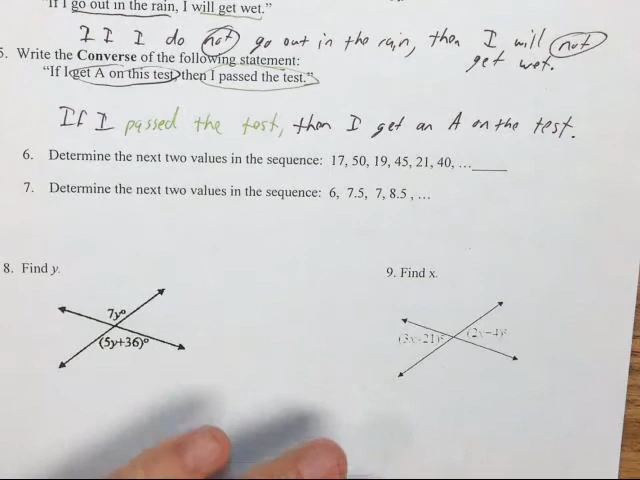 "If I go out in the rain, I will get wet."
If I do not go out in the rain, then I will not
get wet.
5. Write the Converse of the following statement:
"If I get A on this test, then I passed the test."
If I passed the test, then I get an A on the test.
6. Determine the next two values in the sequence: 17, 50, 19, 45, 21, 40, …_____
7. Determine the next two values in the sequence: 6, 7.5, 7, 8.5 , …
8. Find y.
9. Find x.
7yº
(5y+36)º
(3x-21)º
(2x-4)º